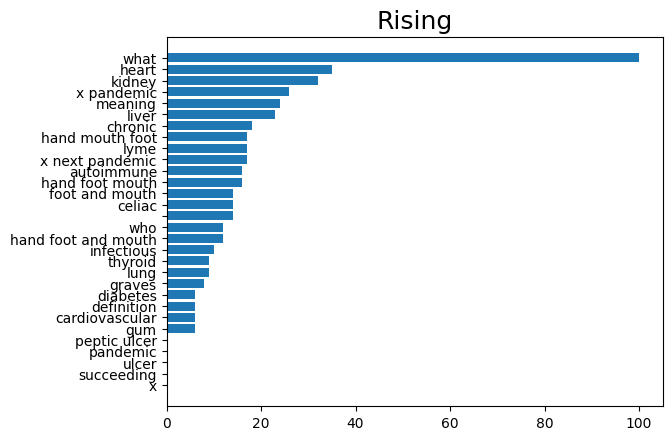 Rising
what
heart
kidney
x pandemic
meaning
liver
chronic
hand mouth foot
lyme
x next pandemic
autoimmune
hand foot mouth
foot and mouth
celiac
who
hand foot and mouth
infectious
thyroid
lung
graves
diabetes
definition
cardiovascular
gum
peptic ulcer
pandemic
ulcer
succeeding
x
0 20 40 60 80 100